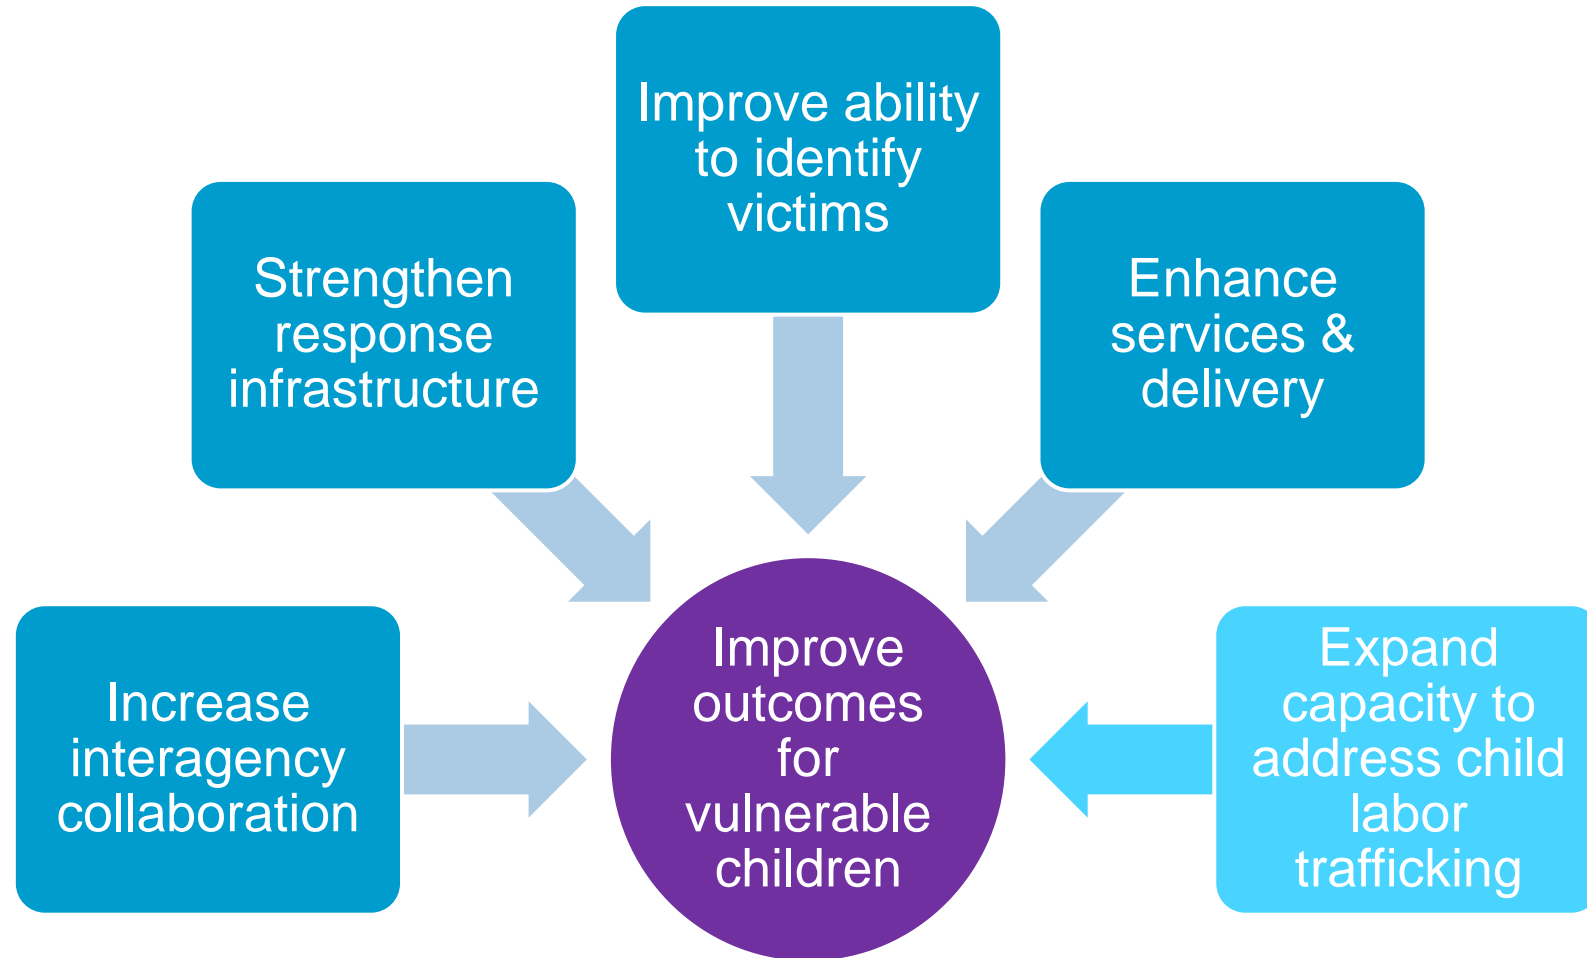 Improve ability
to identify
victims
Strengthen
response
infrastructure
Enhance
services &
delivery
Increase
interagency
collaboration
Improve
outcomes
for
vulnerable
children
Expand
capacity to
address child
labor
trafficking